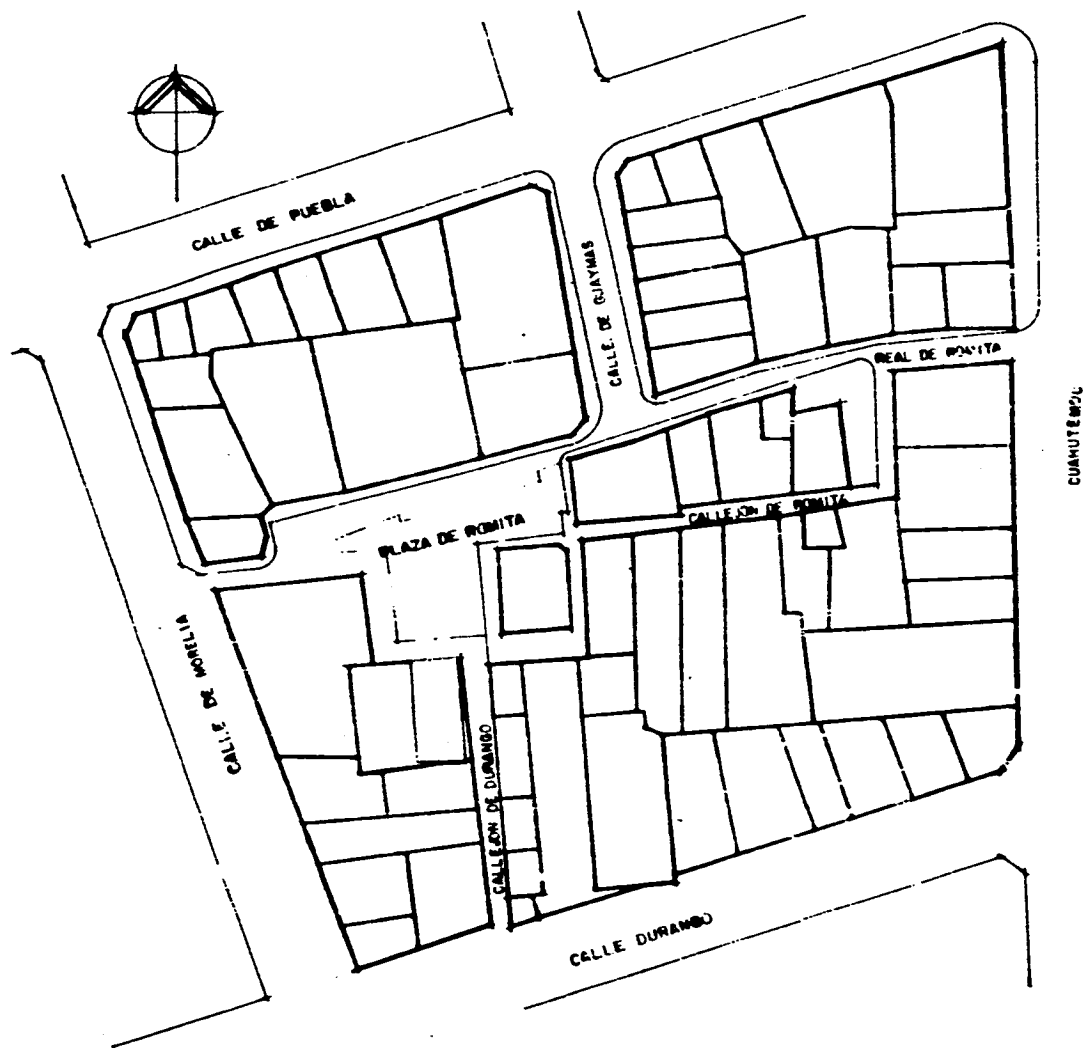 CALLE DE PUEBLA
CALLE DE GUAYMAS
REAL DE ROMITA
CUAHUTEMOC
PLAZA DE ROMITA
CALLEJON DE ROMITA
CALLE DE MORELIA
CALLEJON DE DURANGO
CALLE DURANGO